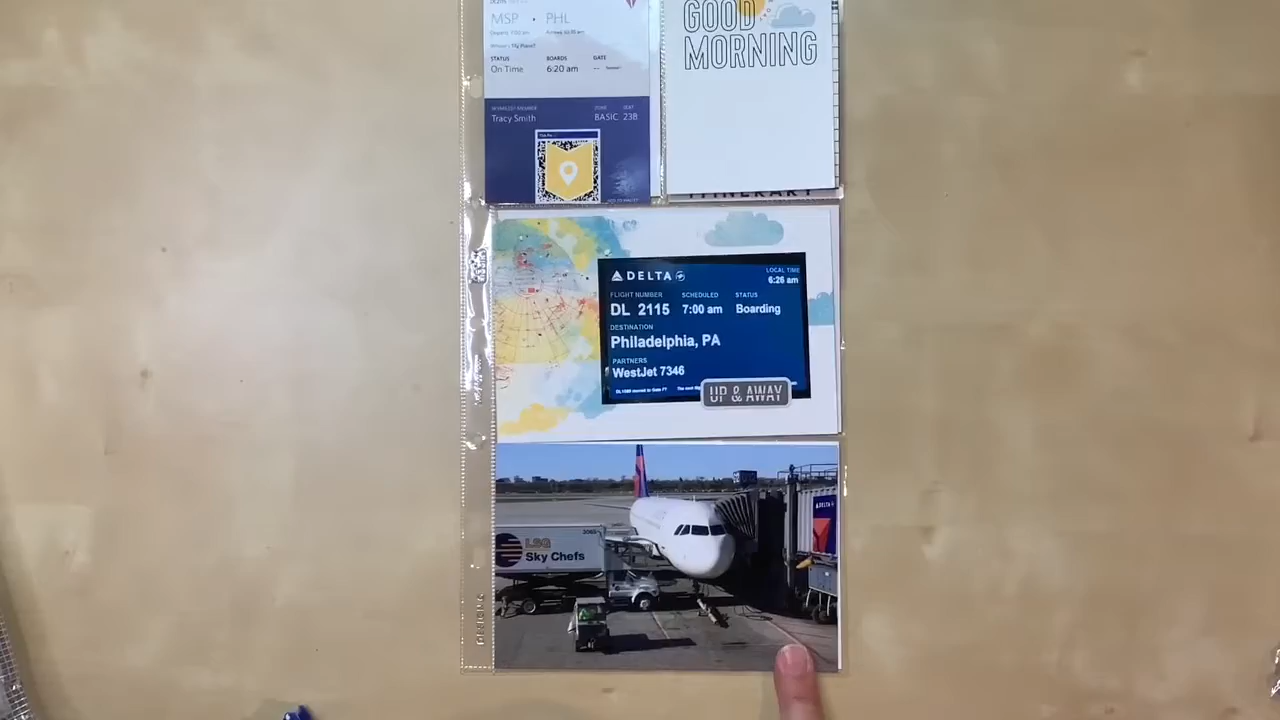 MSP • PHL
STATUS BOARDS GATE
On Time 6:20 am --
Tracy Smith BASIC 23B
GOOD
MORNING
ITINERARY
DELTA
LOCAL TIME
6:26 am
FLIGHT NUMBER SCHEDULED STATUS
DL 2115 7:00 am Boarding
DESTINATION
Philadelphia, PA
PARTNERS
WestJet 7346
UP & AWAY
LSG
Sky Chefs
DELTA